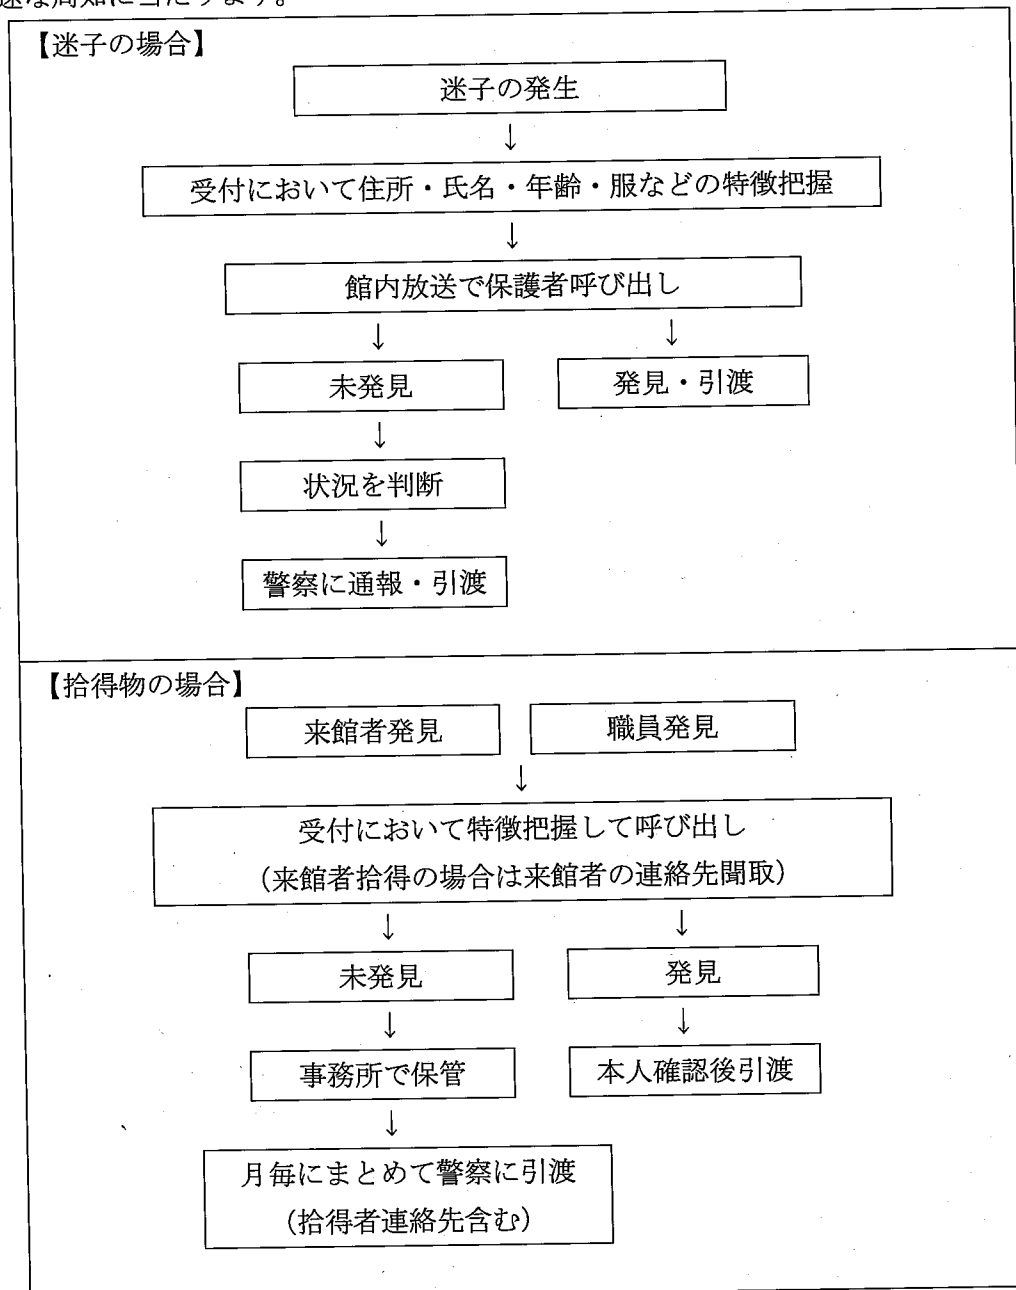 速な周知に当たります。
【迷子の場合】
迷子の発生
↓
受付において住所・氏名・年齢・服などの特徴把握
↓
館内放送で保護者呼び出し
↓ ↓
未発見 発見・引渡
↓
状況を判断
↓
警察に通報・引渡
【拾得物の場合】
来館者発見 職員発見
↓
受付において特徴把握して呼び出し
(来館者拾得の場合は来館者の連絡先聞取)
↓ ↓
未発見 発見
↓ ↓
事務所で保管 本人確認後引渡
↓
月毎にまとめて警察に引渡
(拾得者連絡先含む)